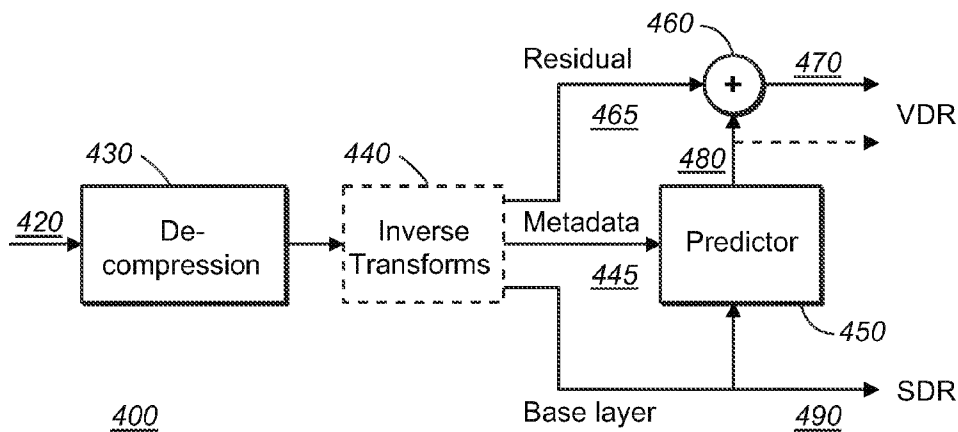 460
Residual
470
+
465
VDR
430
440
480
420
De-
compression
Inverse
Transforms
Metadata
Predictor
445
450
SDR
Base layer
490
400